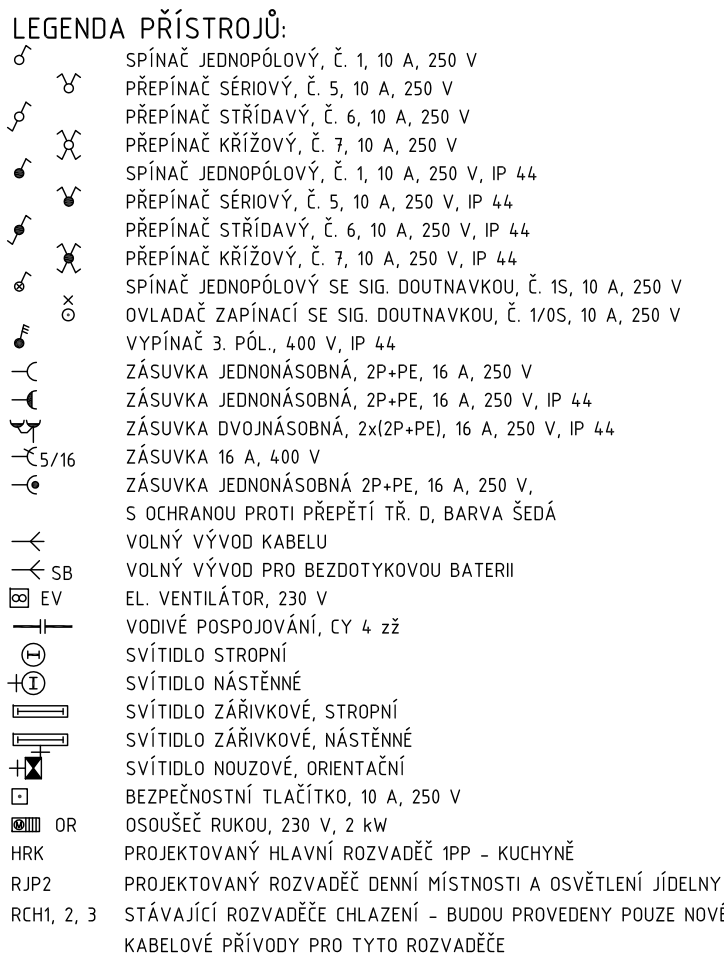 LEGENDA PŘÍSTROJŮ:
SPÍNAČ JEDNOPÓLOVÝ, Č. 1, 10 A, 250 V
PŘEPÍNAČ SÉRIOVÝ, Č. 5, 10 A, 250 V
PŘEPÍNAČ STŘÍDAVÝ, Č. 6, 10 A, 250 V
PŘEPÍNAČ KŘÍŽOVÝ, Č. 7, 10 A, 250 V
SPÍNAČ JEDNOPÓLOVÝ, Č. 1, 10 A, 250 V, IP 44
PŘEPÍNAČ SÉRIOVÝ, Č. 5, 10 A, 250 V, IP 44
PŘEPÍNAČ STŘÍDAVÝ, Č. 6, 10 A, 250 V, IP 44
PŘEPÍNAČ KŘÍŽOVÝ, Č. 7, 10 A, 250 V, IP 44
SPÍNAČ JEDNOPÓLOVÝ SE SIG. DOUTNAVKOU, Č. 1S, 10 A, 250 V
OVLADAČ ZAPÍNACÍ SE SIG. DOUTNAVKOU, Č. 1/0S, 10 A, 250 V
VYPÍNAČ 3. PÓL., 400 V, IP 44
ZÁSUVKA JEDNONÁSOBNÁ, 2P+PE, 16 A, 250 V
ZÁSUVKA JEDNONÁSOBNÁ, 2P+PE, 16 A, 250 V, IP 44
ZÁSUVKA DVOJNÁSOBNÁ, 2x(2P+PE), 16 A, 250 V, IP 44
5/16 ZÁSUVKA 16 A, 400 V
ZÁSUVKA JEDNONÁSOBNÁ 2P+PE, 16 A, 250 V,
S OCHRANOU PROTI PŘEPĚTÍ TŘ. D, BARVA ŠEDÁ
VOLNÝ VÝVOD KABELU
SB VOLNÝ VÝVOD PRO BEZDOTYKOVOU BATERII
EV EL. VENTILÁTOR, 230 V
VODIVÉ POSPOJOVÁNÍ, CY 4 zž
SVÍTIDLO STROPNÍ
SVÍTIDLO NÁSTĚNNÉ
SVÍTIDLO ZÁŘIVKOVÉ, STROPNÍ
SVÍTIDLO ZÁŘIVKOVÉ, NÁSTĚNNÉ
SVÍTIDLO NOUZOVÉ, ORIENTAČNÍ
BEZPEČNOSTNÍ TLAČÍTKO, 10 A, 250 V
OR OSOUŠEČ RUKOU, 230 V, 2 kW
HRK PROJEKTOVANÝ HLAVNÍ ROZVADĚČ 1PP - KUCHYNĚ
RJP2 PROJEKTOVANÝ ROZVADĚČ DENNÍ MÍSTNOSTI A OSVĚTLENÍ JÍDELNY
RCH1, 2, 3 STÁVAJÍCÍ ROZVADĚČE CHLAZENÍ - BUDOU PROVEDENY POUZE NOVÉ
KABELOVÉ PŘÍVODY PRO TYTO ROZVADĚČE